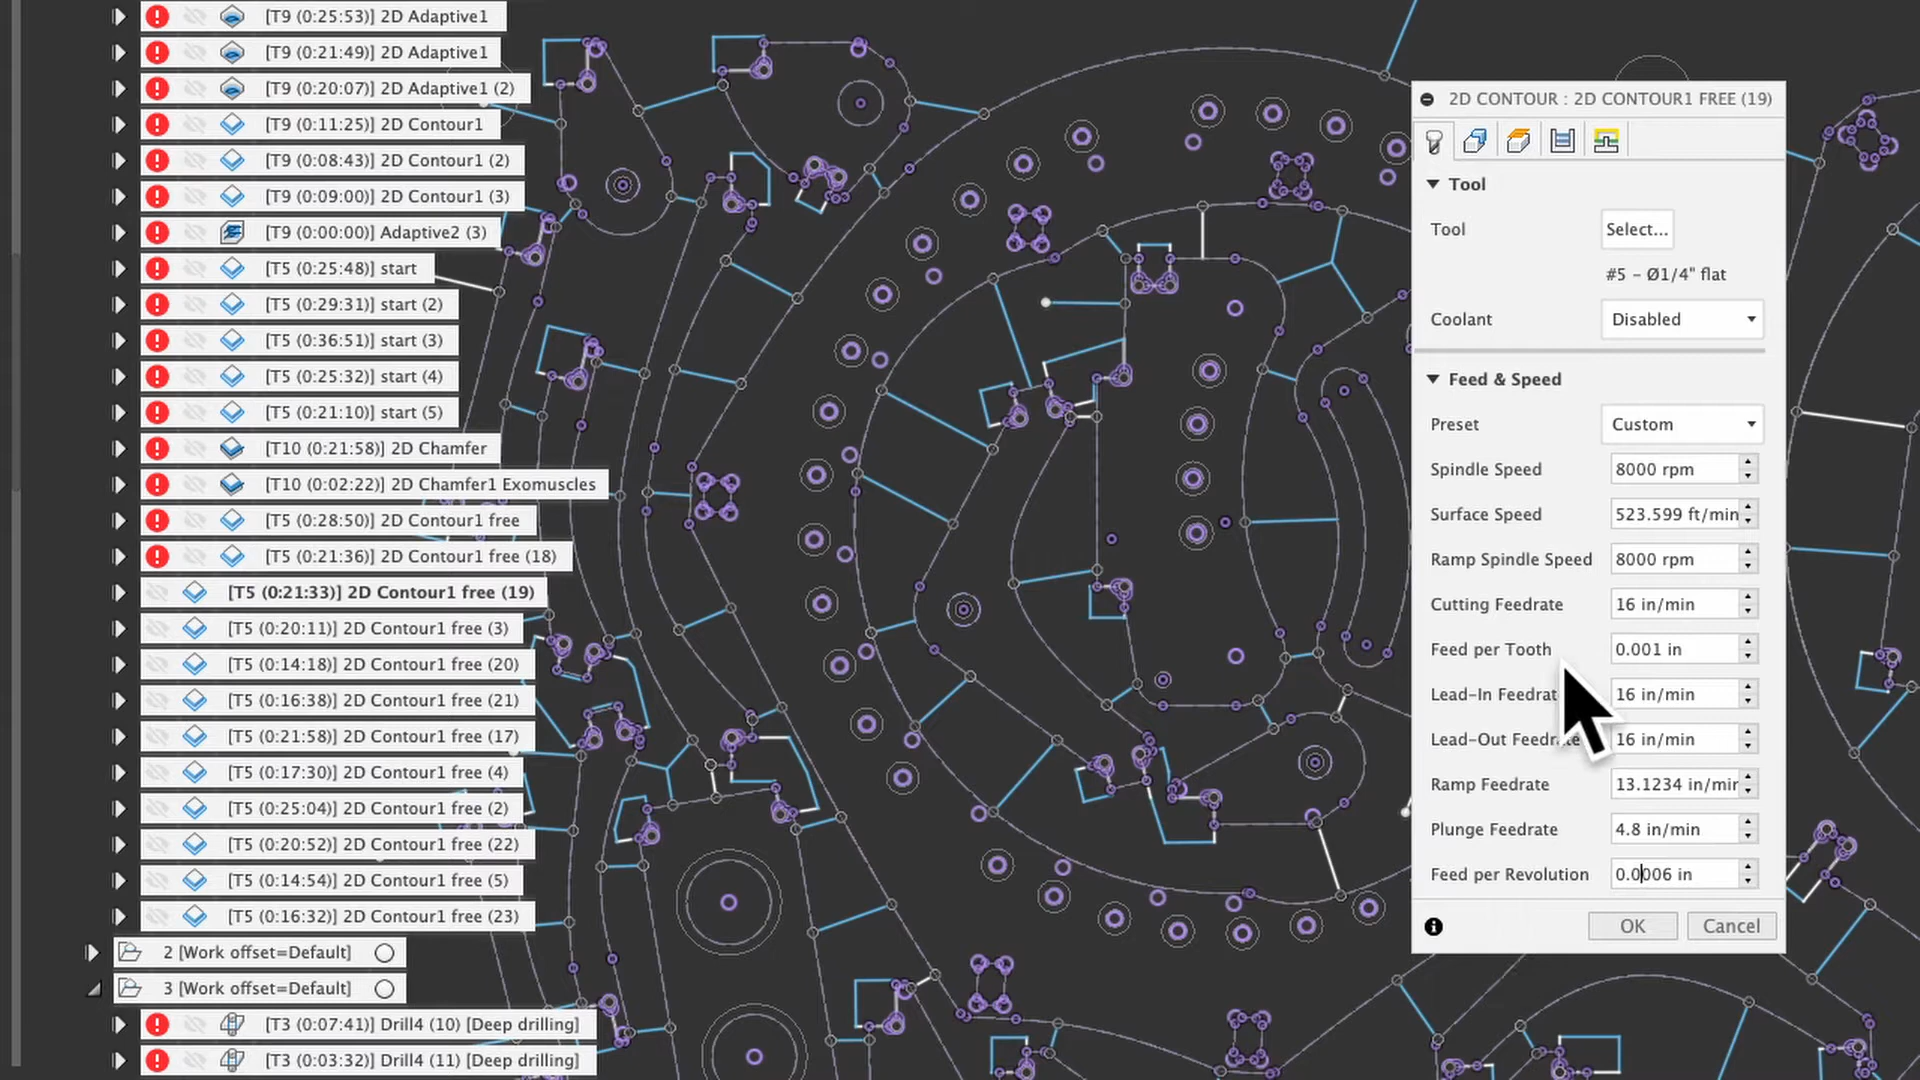 [T9 (0:25:53)] 2D Adaptive1
[T9 (0:21:49)] 2D Adaptive1
[T9 (0:20:07)] 2D Adaptive1 (2)
[T9 (0:11:25)] 2D Contour1
[T9 (0:08:43)] 2D Contour1 (2)
[T9 (0:09:00)] 2D Contour1 (3)
[T9 (0:00:00)] Adaptive2 (3)
[T5 (0:25:48)] start
[T5 (0:29:31)] start (2)
[T5 (0:36:51)] start (3)
[T5 (0:25:32)] start (4)
[T5 (0:21:10)] start (5)
[T10 (0:21:58)] 2D Chamfer
[T10 (0:02:22)] 2D Chamfer1 Exomuscles
[T5 (0:28:50)] 2D Contour1 free
[T5 (0:21:36)] 2D Contour1 free (18)
[T5 (0:21:33)] 2D Contour1 free (19)
[T5 (0:20:11)] 2D Contour1 free (3)
[T5 (0:14:18)] 2D Contour1 free (20)
[T5 (0:16:38)] 2D Contour1 free (21)
[T5 (0:21:58)] 2D Contour1 free (17)
[T5 (0:17:30)] 2D Contour1 free (4)
[T5 (0:25:04)] 2D Contour1 free (2)
[T5 (0:20:52)] 2D Contour1 free (22)
[T5 (0:14:54)] 2D Contour1 free (5)
[T5 (0:16:32)] 2D Contour1 free (23)
2 [Work offset=Default]
3 [Work offset=Default]
[T3 (0:07:41)] Drill4 (10) [Deep drilling]
[T3 (0:03:32)] Drill4 (11) [Deep drilling]
2D CONTOUR : 2D CONTOUR1 FREE (19)
Tool
Tool Select...
#5 - Ø1/4" flat
Coolant Disabled
Feed & Speed
Preset Custom
Spindle Speed 8000 rpm
Surface Speed 523.599 ft/min
Ramp Spindle Speed 8000 rpm
Cutting Feedrate 16 in/min
Feed per Tooth 0.001 in
Lead-In Feedrat 16 in/min
Lead-Out Feedrate 16 in/min
Ramp Feedrate 13.1234 in/min
Plunge Feedrate 4.8 in/min
Feed per Revolution 0.0006 in
OK Cancel